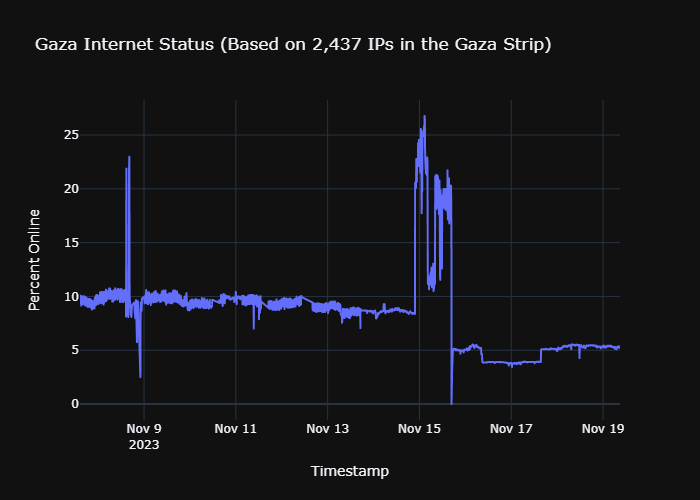 Gaza Internet Status (Based on 2,437 IPs in the Gaza Strip)
Percent Online
25
20
15
10
5
0
Nov 9
2023
Nov 11
Nov 13
Nov 15
Nov 17
Nov 19
Timestamp